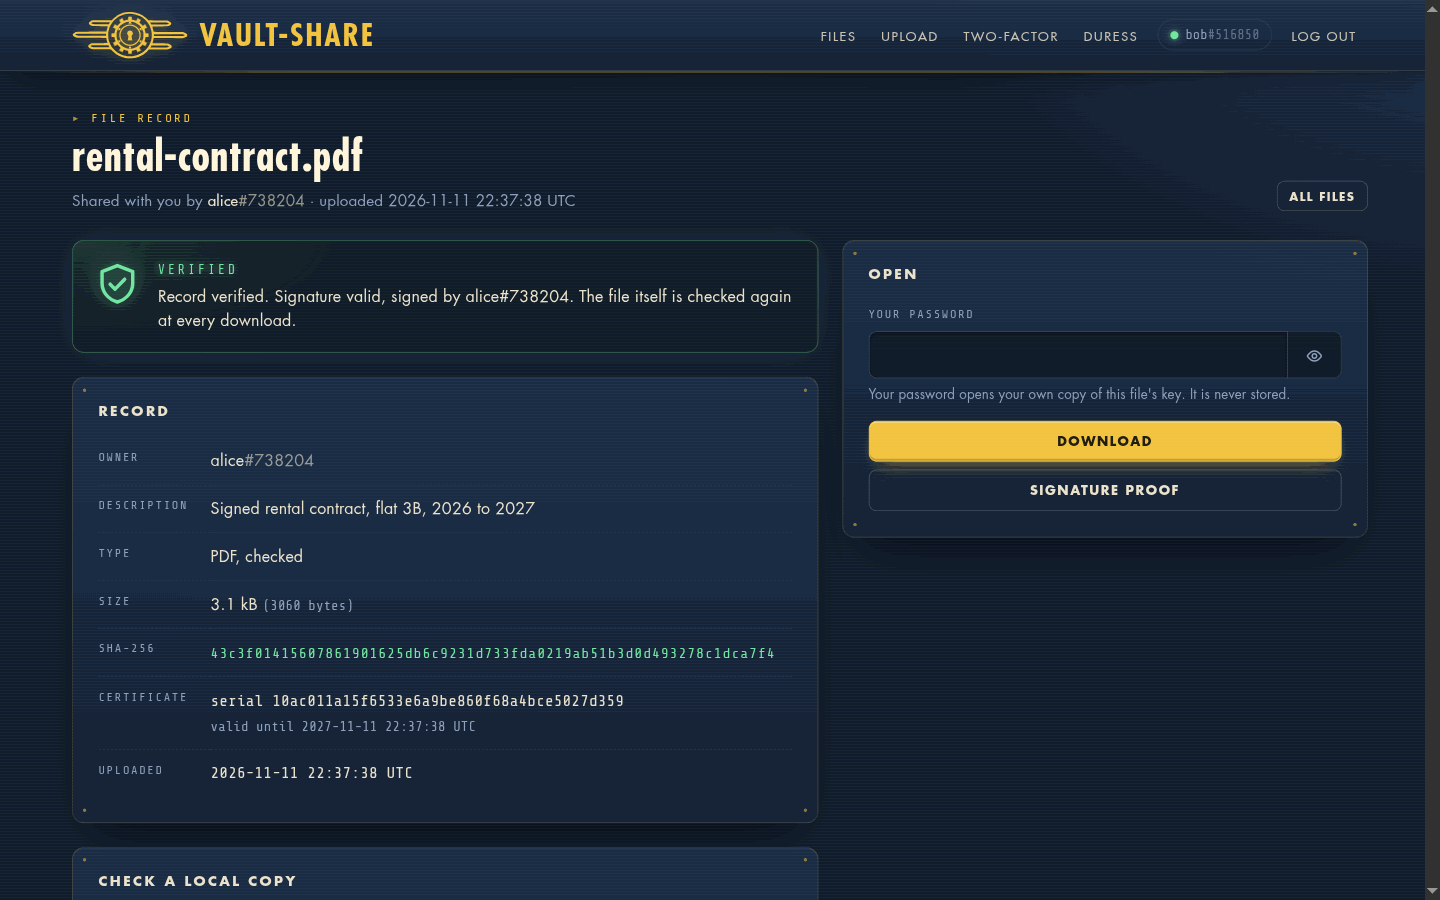 VAULT-SHARE
FILES UPLOAD TWO-FACTOR DURESS bob#516850 LOG OUT
▸ FILE RECORD
rental-contract.pdf
Shared with you by alice#738204 · uploaded 2026-11-11 22:37:38 UTC
ALL FILES
VERIFIED
Record verified. Signature valid, signed by alice#738204. The file itself is checked again
at every download.
RECORD
OWNER alice#738204
DESCRIPTION Signed rental contract, flat 3B, 2026 to 2027
TYPE PDF, checked
SIZE 3.1 kB (3060 bytes)
SHA-256 43c3f01415607861901625db6c9231d733fda0219ab51b3d0d493278c1dca7f4
CERTIFICATE serial 10ac011a15f6533e6a9be860f68a4bce5027d359
valid until 2027-11-11 22:37:38 UTC
UPLOADED 2026-11-11 22:37:38 UTC
CHECK A LOCAL COPY
OPEN
YOUR PASSWORD
Your password opens your own copy of this file's key. It is never stored.
DOWNLOAD
SIGNATURE PROOF